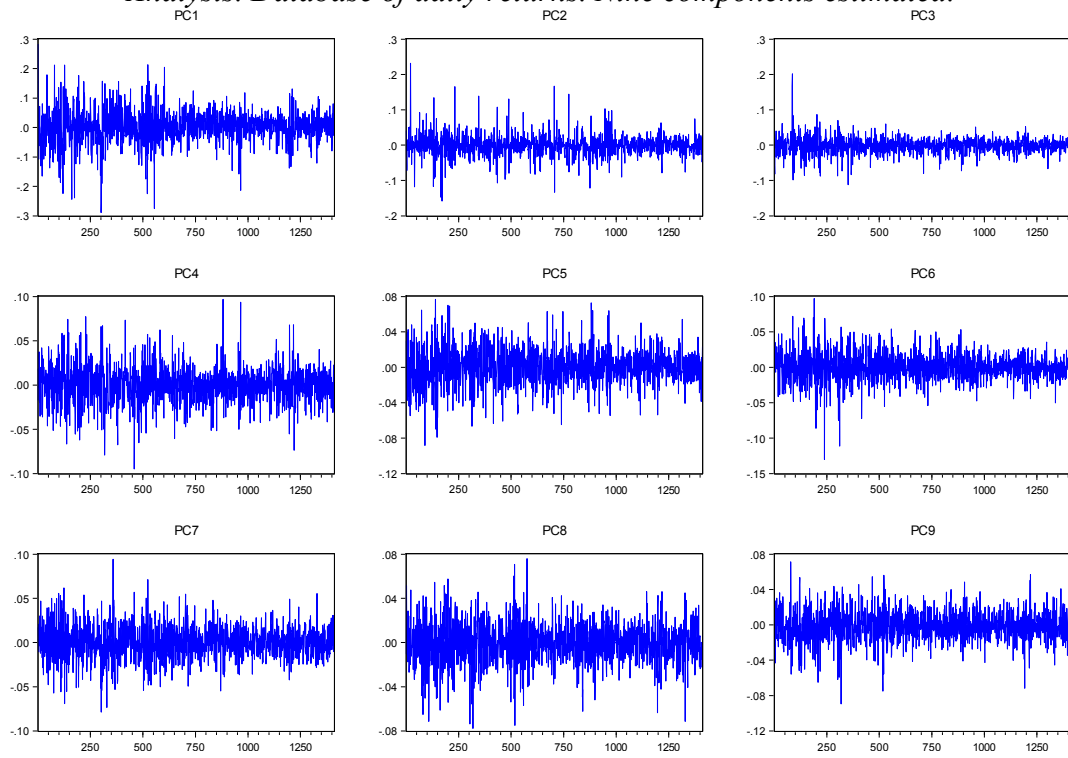 Analysis. Database of daily returns. Nine components estimated.
PC1
.3
.2
.1
.0
-.1
-.2
-.3
250 500 750 1000 1250
PC2
.3
.2
.1
.0
-.1
-.2
250 500 750 1000 1250
PC3
.3
.2
.1
.0
-.1
-.2
250 500 750 1000 1250
PC4
.10
.05
.00
-.05
-.10
250 500 750 1000 1250
PC5
.08
.04
.00
-.04
-.08
-.12
250 500 750 1000 1250
PC6
.10
.05
.00
-.05
-.10
-.15
250 500 750 1000 1250
PC7
.10
.05
.00
-.05
-.10
250 500 750 1000 1250
PC8
.08
.04
.00
-.04
-.08
250 500 750 1000 1250
PC9
.08
.04
.00
-.04
-.08
-.12
250 500 750 1000 1250